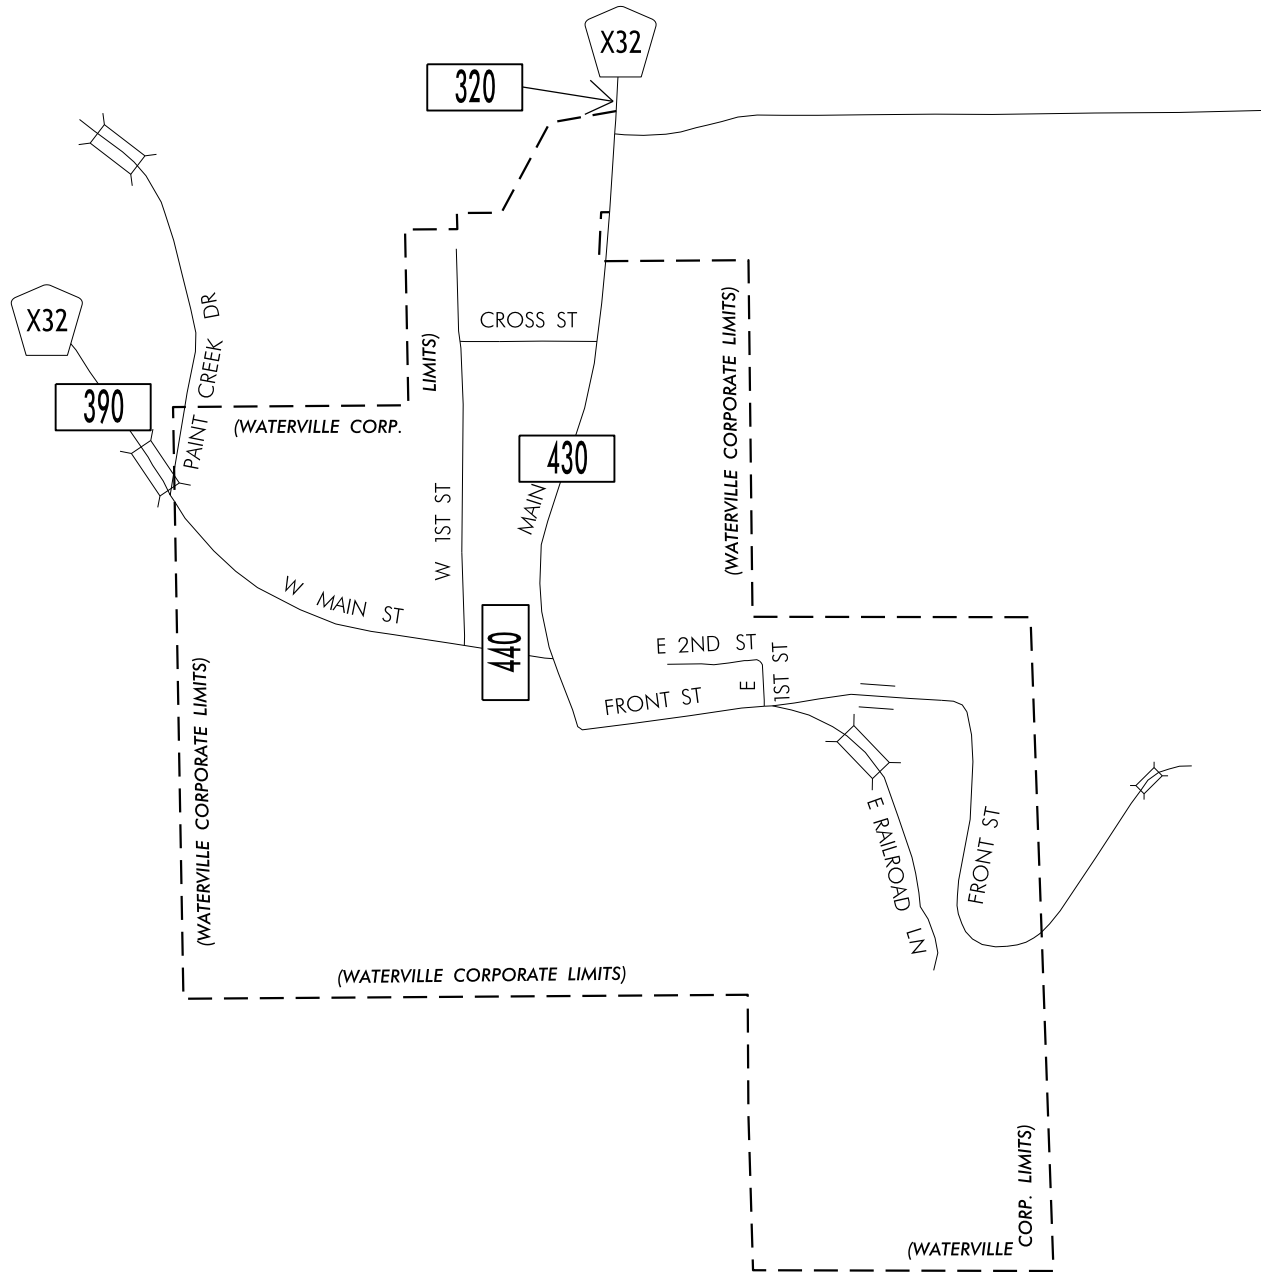 X32
320
PAINT CREEK DR
X32
390
CROSS ST
LIMITS)
(WATERVILLE CORP.
(WATERVILLE CORPORATE LIMITS)
430
MAIN
W 1ST ST
W MAIN ST
440
E 2ND ST
E
1ST ST
FRONT ST
(WATERVILLE CORPORATE LIMITS)
E RAILROAD LN
FRONT ST
(WATERVILLE CORPORATE LIMITS)
(WATERVILLE
CORP. LIMITS)